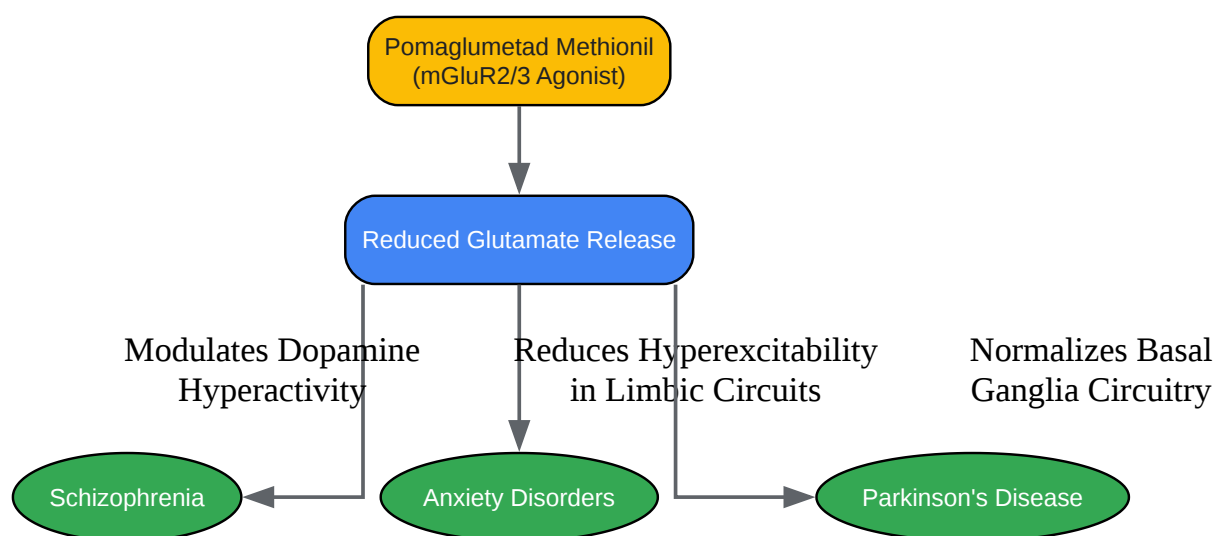 Pomaglumetad Methionil
(mGluR2/3 Agonist)
Reduced Glutamate Release
Modulates Dopamine
Hyperactivity
Reduces Hyperexcitability
in Limbic Circuits
Normalizes Basal
Ganglia Circuitry
Schizophrenia
Anxiety Disorders
Parkinson's Disease